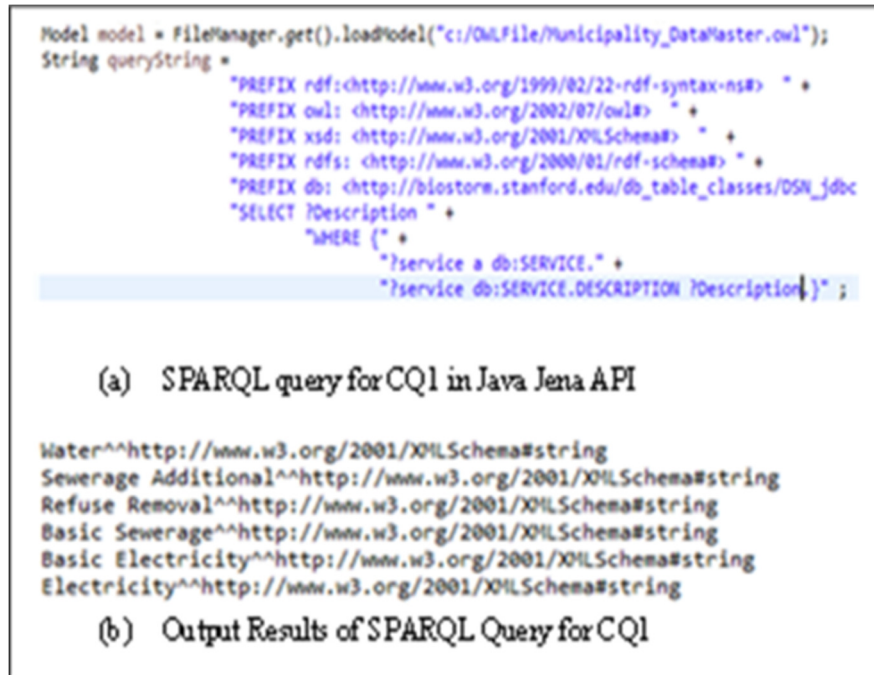 Model model = FileManager.get().loadModel("c:/OWLFile/Municipality_DataMaster.owl");
String queryString =
"PREFIX rdf:<http://www.w3.org/1999/02/22-rdf-syntax-ns#>  " +
"PREFIX owl: <http://www.w3.org/2002/07/owl#>  " +
"PREFIX xsd: <http://www.w3.org/2001/XMLSchema#>  "  +
"PREFIX rdfs: <http://www.w3.org/2000/01/rdf-schema#> " +
"PREFIX db: <http://biostorm.stanford.edu/db_table_classes/DSN_jdbc
"SELECT ?Description " +
"WHERE {" +
"?service a db:SERVICE." +
"?service db:SERVICE.DESCRIPTION ?Description.}" ;
(a) SPARQL query for CQ1 in Java Jena API
Water^^http://www.w3.org/2001/XMLSchema#string
Sewerage Additional^^http://www.w3.org/2001/XMLSchema#string
Refuse Removal^^http://www.w3.org/2001/XMLSchema#string
Basic Sewerage^^http://www.w3.org/2001/XMLSchema#string
Basic Electricity^^http://www.w3.org/2001/XMLSchema#string
Electricity^^http://www.w3.org/2001/XMLSchema#string
(b) Output Results of SPARQL Query for CQ1